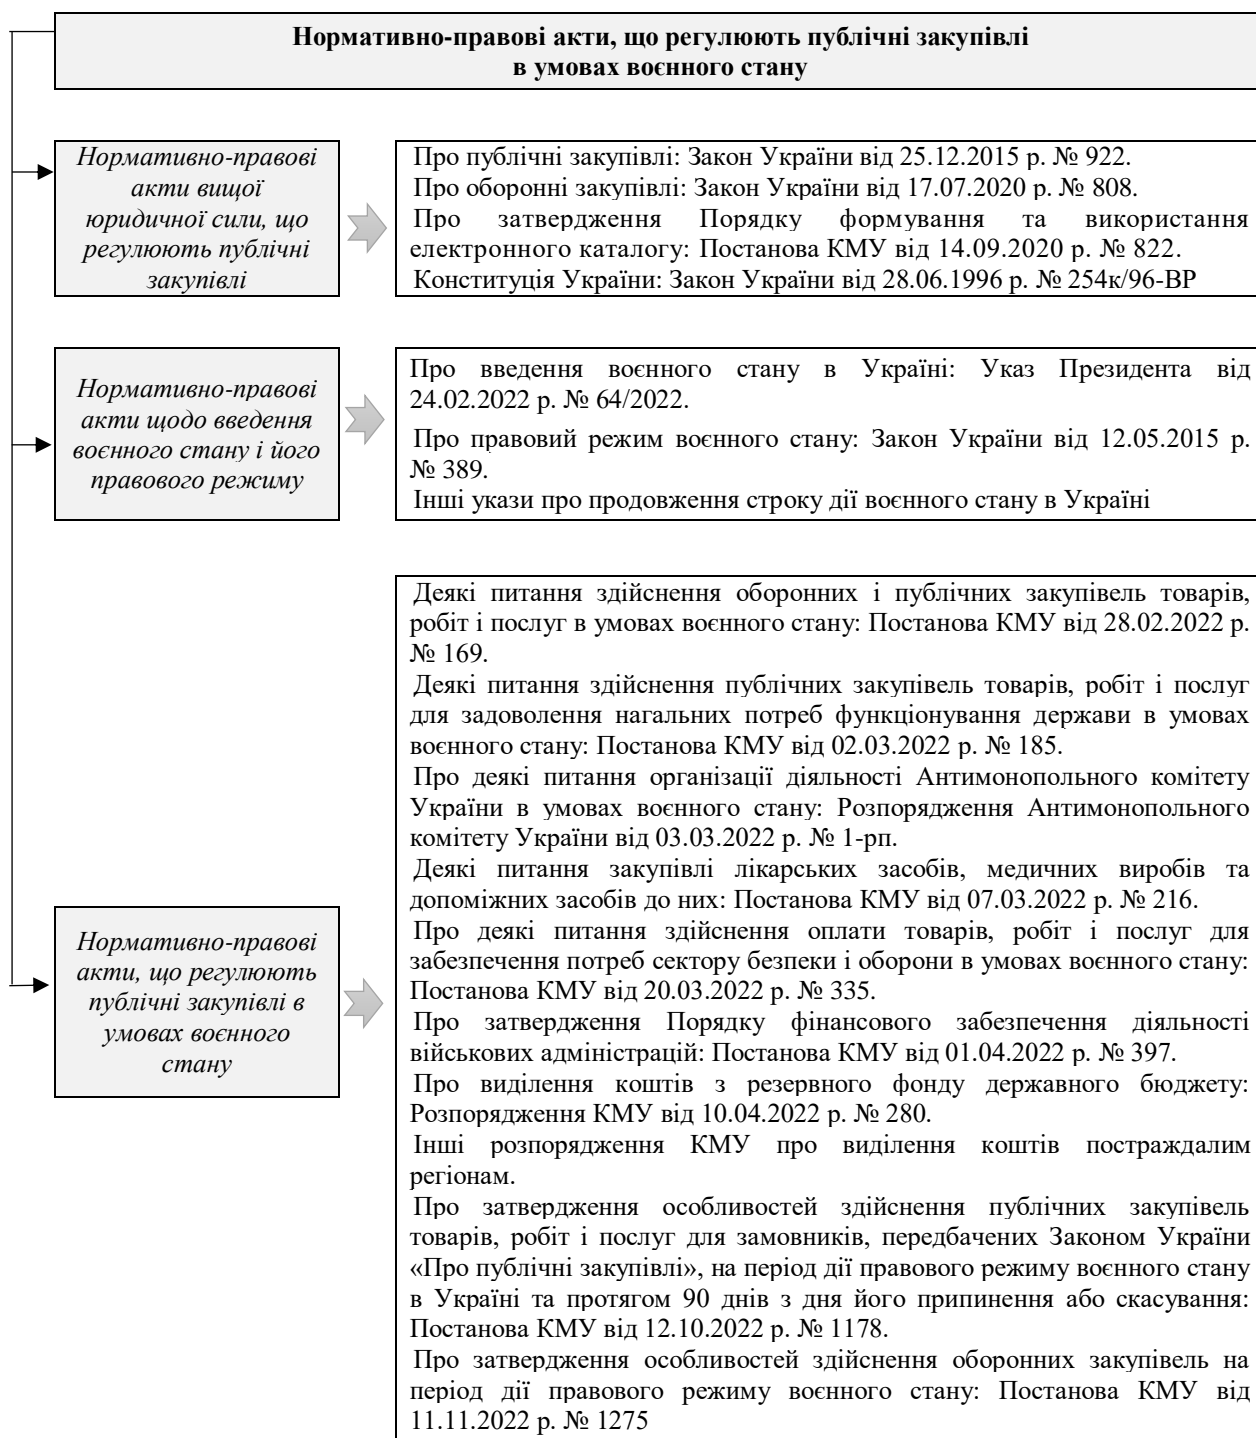 Нормативно-правові акти, що регулюють публічні закупівлі
в умовах воєнного стану
Нормативно-правові
акти вищої
юридичної сили, що
регулюють публічні
закупівлі
Про публічні закупівлі: Закон України від 25.12.2015 р. № 922.
Про оборонні закупівлі: Закон України від 17.07.2020 р. № 808.
Про затвердження Порядку формування та використання
електронного каталогу: Постанова КМУ від 14.09.2020 р. № 822.
Конституція України: Закон України від 28.06.1996 р. № 254к/96-ВР
Нормативно-правові
акти щодо введення
воєнного стану і його
правового режиму
Про введення воєнного стану в Україні: Указ Президента від
24.02.2022 р. № 64/2022.
Про правовий режим воєнного стану: Закон України від 12.05.2015 р.
№ 389.
Інші укази про продовження строку дії воєнного стану в Україні
Нормативно-правові
акти, що регулюють
публічні закупівлі в
умовах воєнного
стану
Деякі питання здійснення оборонних і публічних закупівель товарів,
робіт і послуг в умовах воєнного стану: Постанова КМУ від 28.02.2022 р.
№ 169.
Деякі питання здійснення публічних закупівель товарів, робіт і послуг
для задоволення нагальних потреб функціонування держави в умовах
воєнного стану: Постанова КМУ від 02.03.2022 р. № 185.
Про деякі питання організації діяльності Антимонопольного комітету
України в умовах воєнного стану: Розпорядження Антимонопольного
комітету України від 03.03.2022 р. № 1-рп.
Деякі питання закупівлі лікарських засобів, медичних виробів та
допоміжних засобів до них: Постанова КМУ від 07.03.2022 р. № 216.
Про деякі питання здійснення оплати товарів, робіт і послуг для
забезпечення потреб сектору безпеки і оборони в умовах воєнного стану:
Постанова КМУ від 20.03.2022 р. № 335.
Про затвердження Порядку фінансового забезпечення діяльності
військових адміністрацій: Постанова КМУ від 01.04.2022 р. № 397.
Про виділення коштів з резервного фонду державного бюджету:
Розпорядження КМУ від 10.04.2022 р. № 280.
Інші розпорядження КМУ про виділення коштів постраждалим
регіонам.
Про затвердження особливостей здійснення публічних закупівель
товарів, робіт і послуг для замовників, передбачених Законом України
«Про публічні закупівлі», на період дії правового режиму воєнного стану
в Україні та протягом 90 днів з дня його припинення або скасування:
Постанова КМУ від 12.10.2022 р. № 1178.
Про затвердження особливостей здійснення оборонних закупівель на
період дії правового режиму воєнного стану: Постанова КМУ від
11.11.2022 р. № 1275